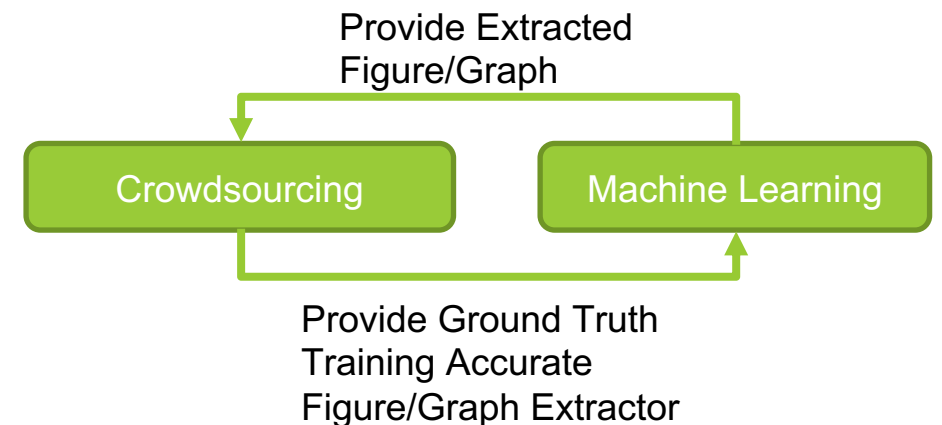 Provide Extracted
Figure/Graph
Crowdsourcing
Machine Learning
Provide Ground Truth
Training Accurate
Figure/Graph Extractor